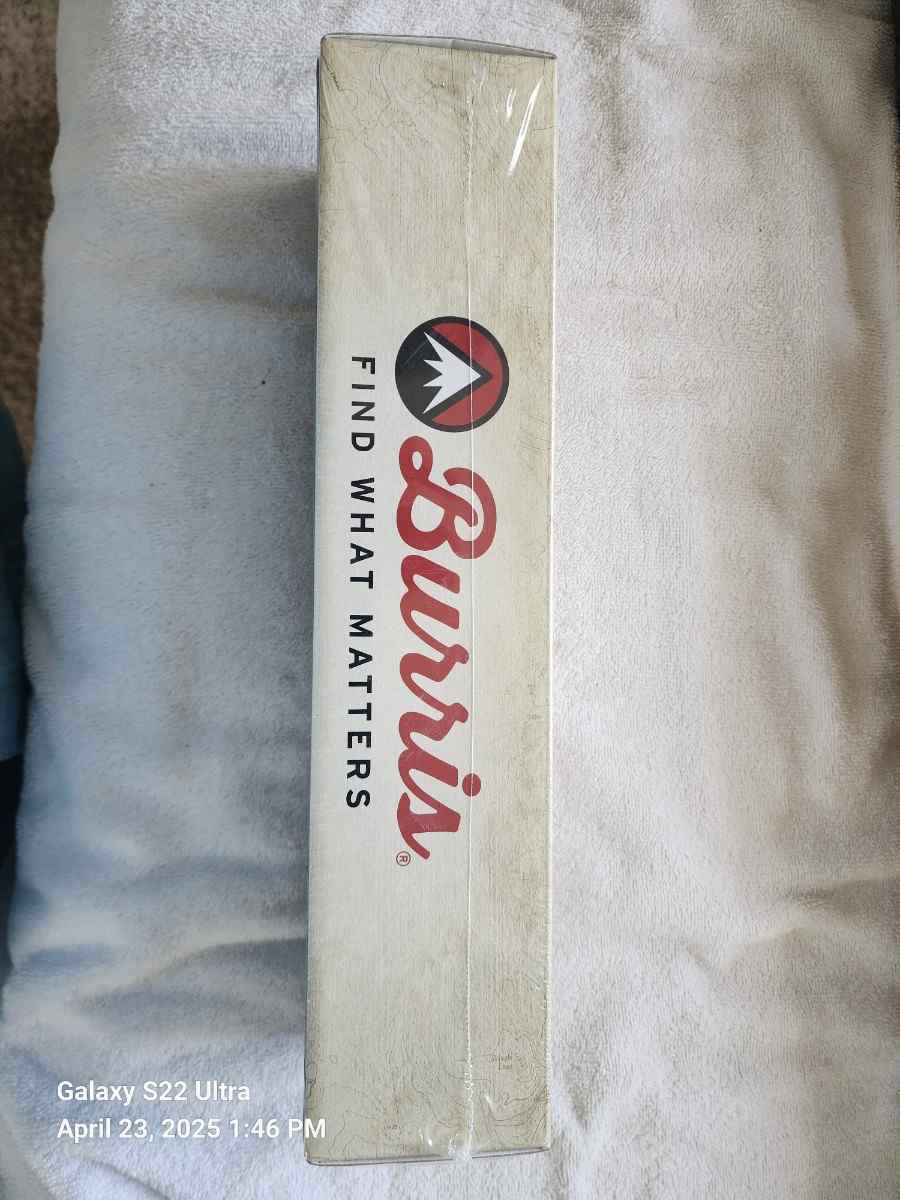 Burris®
FIND WHAT MATTERS
Galaxy S22 Ultra
April 23, 2025 1:46 PM